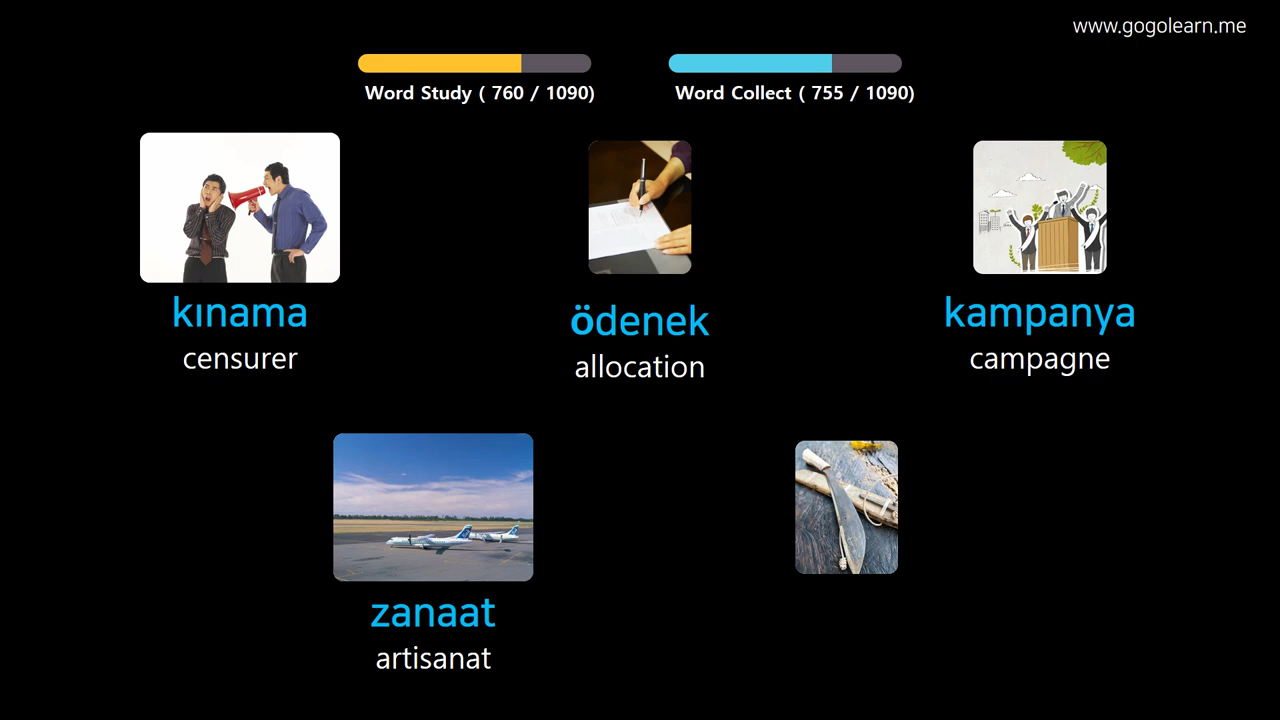 www.gogolearn.me
Word Study ( 760 / 1090)
Word Collect ( 755 / 1090)
kınama
censurer
ödenek
allocation
kampanya
campagne
zanaat
artisanat